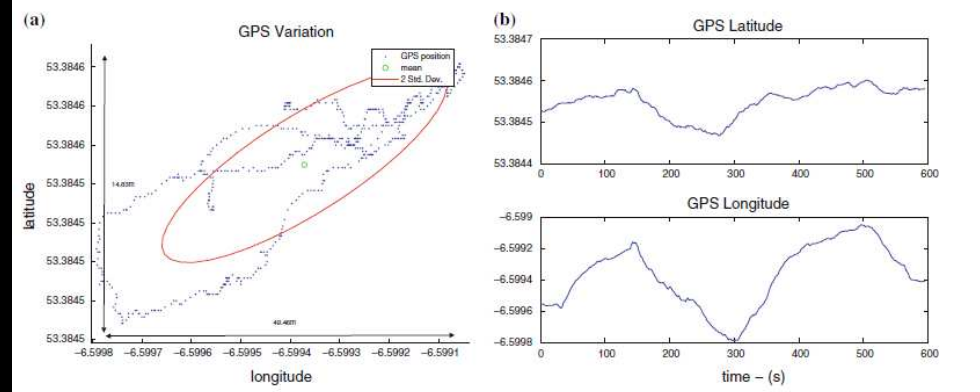 (a)
GPS Variation
GPS position
mean
2 Std. Dev.
53.3846
53.3846
53.3846
53.3845
53.3845
53.3845
53.3845
53.3845
latitude
14.63m
−6.5998 −6.5997 −6.5996 −6.5995 −6.5994 −6.5993 −6.5992 −6.5991
longitude
(b)
GPS Latitude
53.3847
53.3846
53.3845
53.3844
0 100 200 300 400 500 600
GPS Longitude
−6.599
−6.5992
−6.5994
−6.5996
−6.5998
0 100 200 300 400 500 600
time − (s)